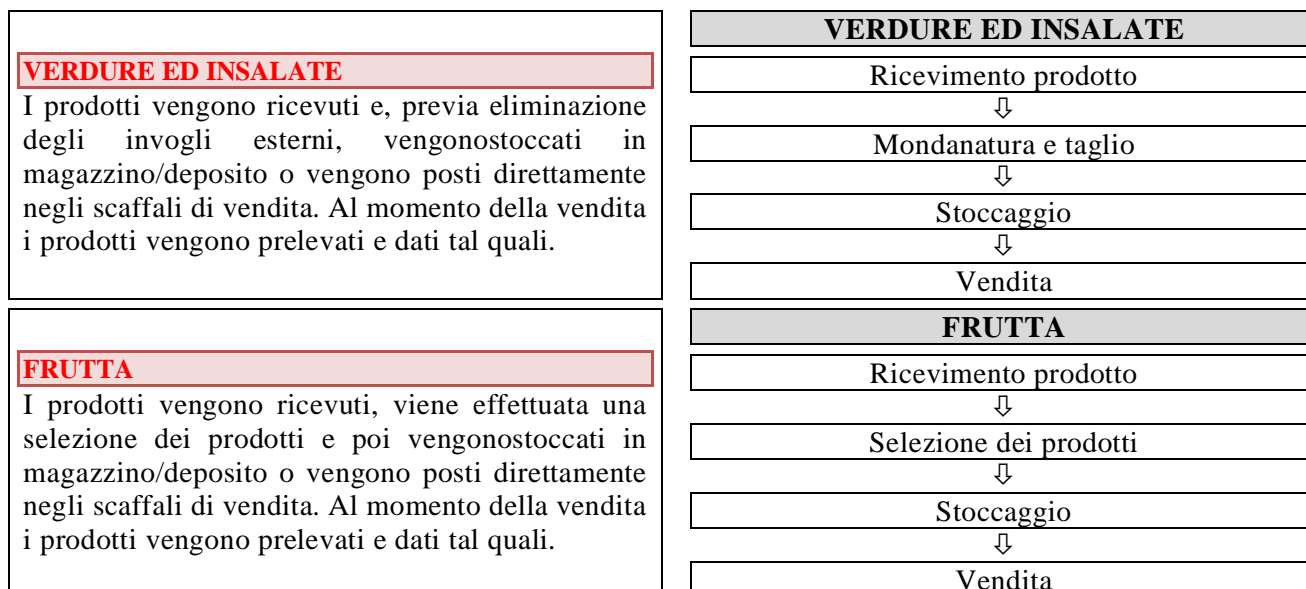 VERDURE ED INSALATE
I prodotti vengono ricevuti e, previa eliminazione
degli invogli esterni, vengonostoccati in
magazzino/deposito o vengono posti direttamente
negli scaffali di vendita. Al momento della vendita
i prodotti vengono prelevati e dati tal quali.
VERDURE ED INSALATE
Ricevimento prodotto
⇩
Mondanatura e taglio
⇩
Stoccaggio
⇩
Vendita
FRUTTA
I prodotti vengono ricevuti, viene effettuata una
selezione dei prodotti e poi vengonostoccati in
magazzino/deposito o vengono posti direttamente
negli scaffali di vendita. Al momento della vendita
i prodotti vengono prelevati e dati tal quali.
FRUTTA
Ricevimento prodotto
⇩
Selezione dei prodotti
⇩
Stoccaggio
⇩
Vendita